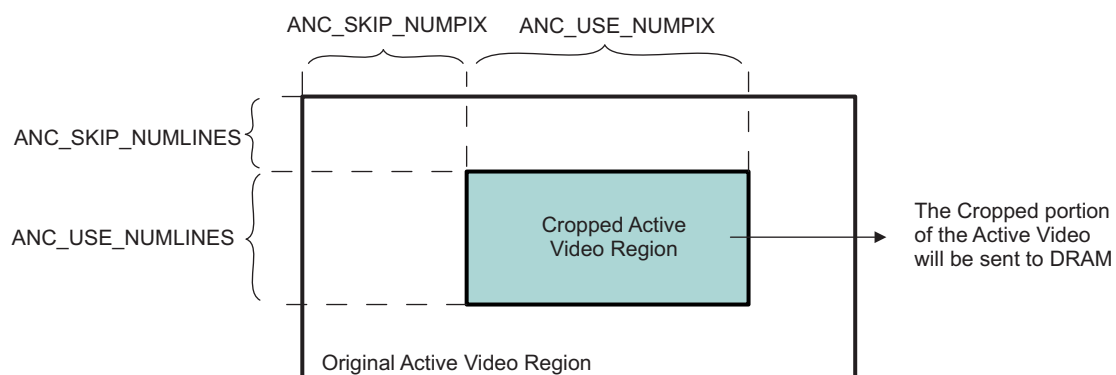 ANC_SKIP_NUMPIX
ANC_USE_NUMPIX
ANC_SKIP_NUMLINES
ANC_USE_NUMLINES
Cropped Active
Video Region
The Cropped portion
of the Active Video
will be sent to DRAM
Original Active Video Region